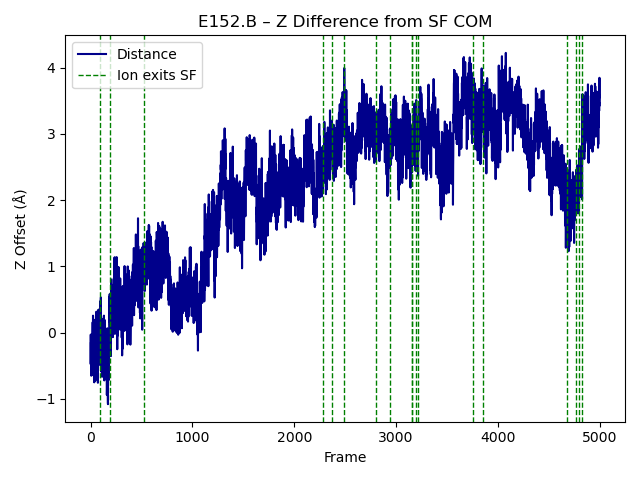 E152.B – Z Difference from SF COM
Distance
Ion exits SF
Z Offset (Å)
4
3
2
1
0
−1
0
1000
2000
3000
4000
5000
Frame